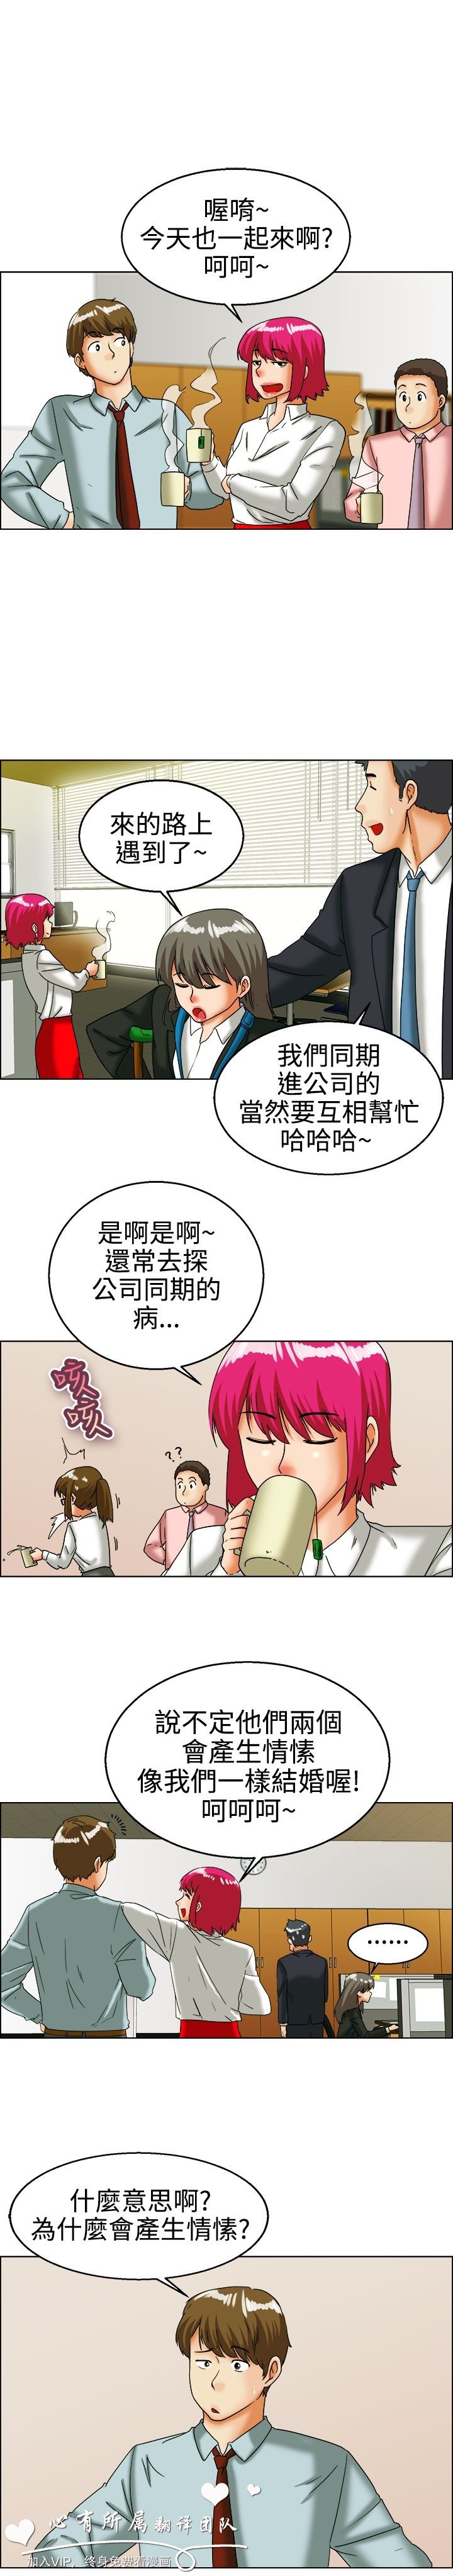 喔唷~
今天也一起來啊?
呵呵~
來的路上
遇到了~
我們同期
進公司的
當然要互相幫忙
哈哈哈~
是啊是啊~
還常去探
公司同期的
病...
咳
咳
??
說不定他們兩個
會產生情愫
像我們一樣結婚喔!
呵呵呵~
......
什麼意思啊?
為什麼會產生情愫?
心有所属翻译团队
加入VIP，终身免费看漫画